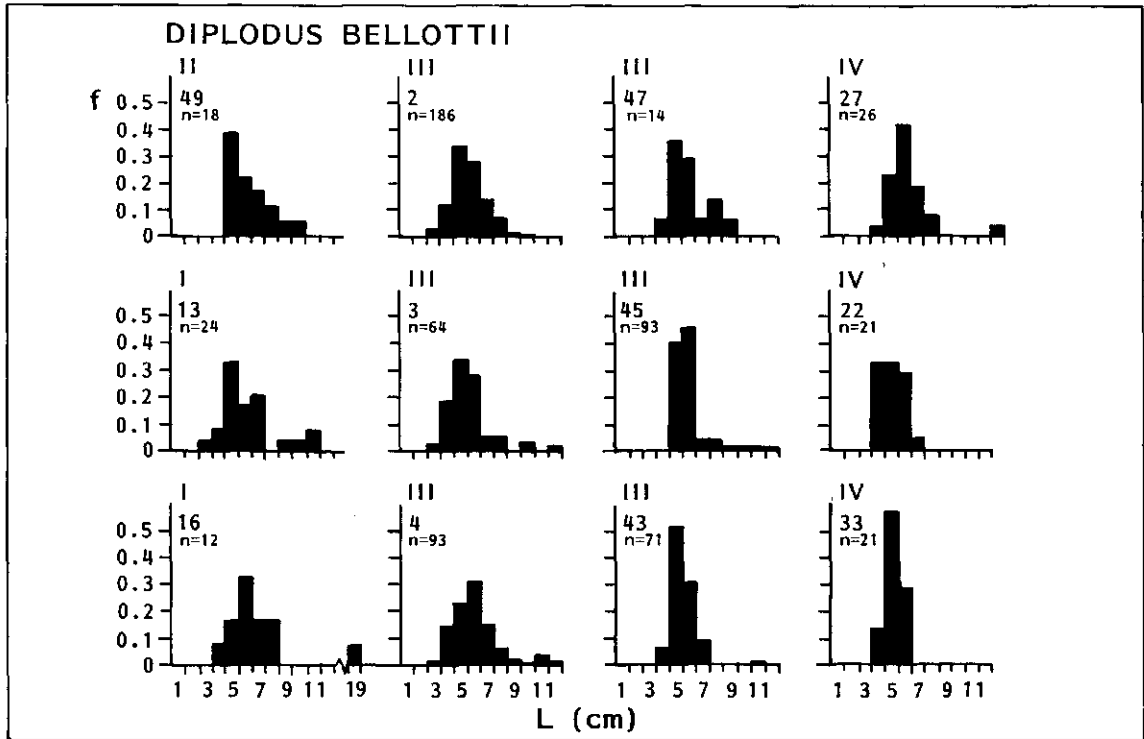 DIPLODUS BELLOTTII
II III III IV
f 0.5 49 2 47 27
n=18 n=186 n=14 n=26
0.4
0.3
0.2
0.1
0
I III III IV
13 3 45 22
0.5 n=24 n=64 n=93 n=21
0.4
0.3
0.2
0.1
0
I III III IV
16 4 43 33
0.5 n=12 n=93 n=71 n=21
0.4
0.3
0.2
0.1
0
1 3 5 7 9 11 19 1 3 5 7 9 11 1 3 5 7 9 11 1 3 5 7 9 11
L (cm)